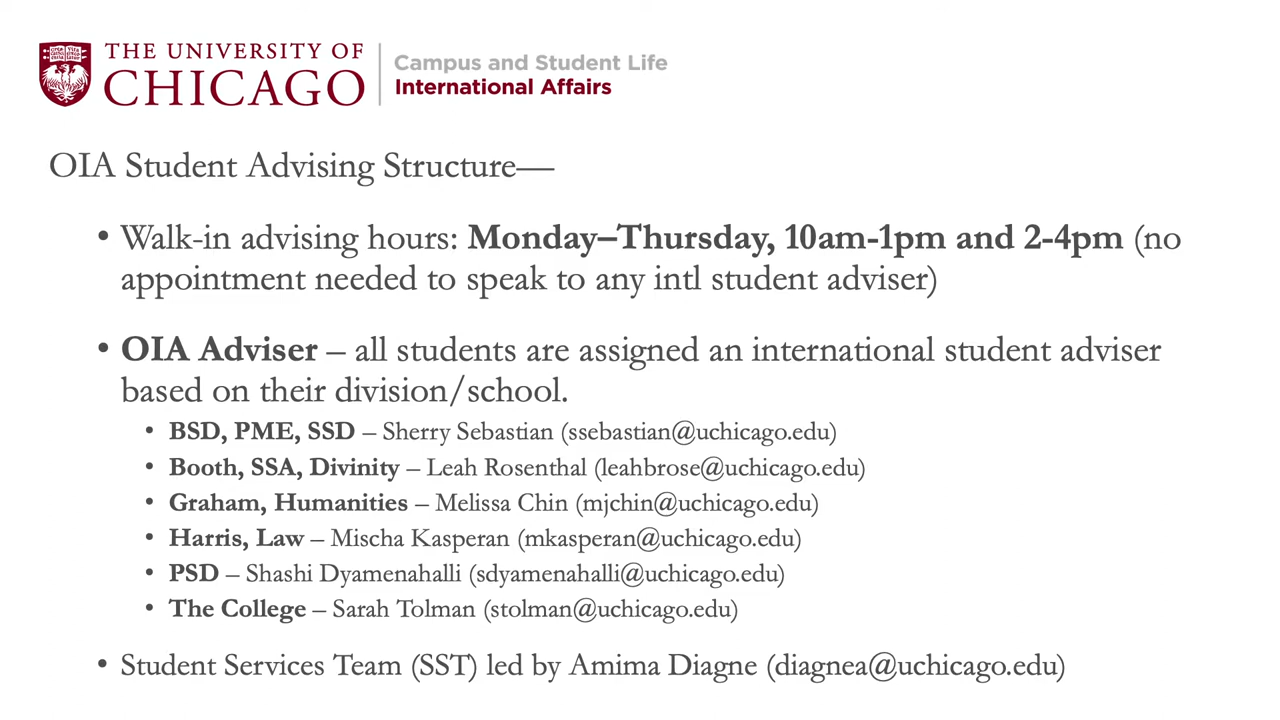 THE UNIVERSITY OF
CHICAGO
Campus and Student Life
International Affairs
OIA Student Advising Structure—
• Walk-in advising hours: Monday–Thursday, 10am-1pm and 2-4pm (no
appointment needed to speak to any intl student adviser)
• OIA Adviser – all students are assigned an international student adviser
based on their division/school.
• BSD, PME, SSD – Sherry Sebastian (ssebastian@uchicago.edu)
• Booth, SSA, Divinity – Leah Rosenthal (leahbrose@uchicago.edu)
• Graham, Humanities – Melissa Chin (mjchin@uchicago.edu)
• Harris, Law – Mischa Kasperan (mkasperan@uchicago.edu)
• PSD – Shashi Dyamenahalli (sdyamenahalli@uchicago.edu)
• The College – Sarah Tolman (stolman@uchicago.edu)
• Student Services Team (SST) led by Amima Diagne (diagnea@uchicago.edu)